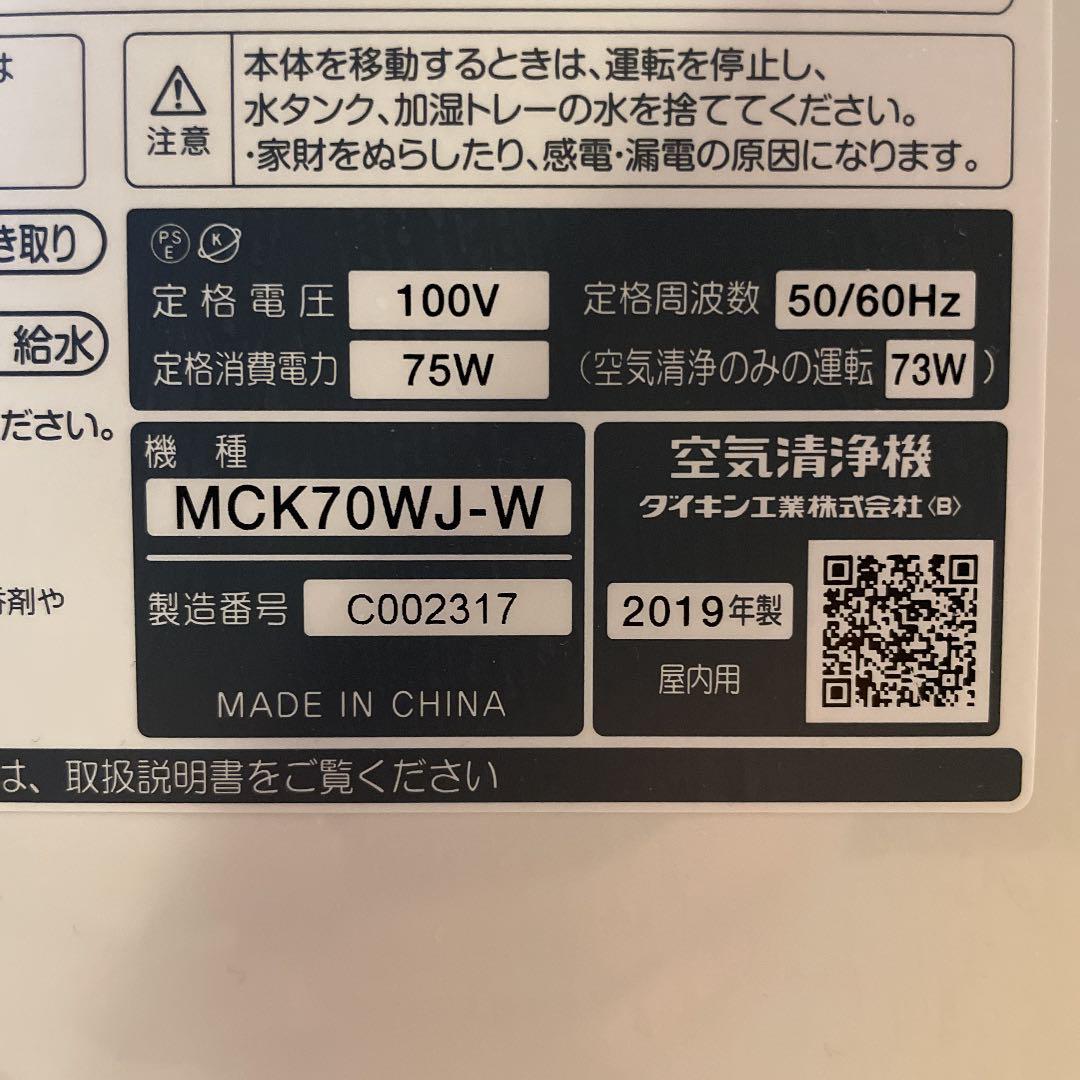 は
注意
本体を移動するときは、運転を停止し、
水タンク、加湿トレーの水を捨ててください。
・家財をぬらしたり、感電・漏電の原因になります。
き取り
給水
ださい。
剤や
PSE K
定格電圧 100V 定格周波数 50/60Hz
定格消費電力 75W (空気清浄のみの運転 73W)
機種
MCK70WJ-W
製造番号 C002317
MADE IN CHINA
空気清浄機
ダイキン工業株式会社〈B〉
2019年製
屋内用
は、取扱説明書をご覧ください